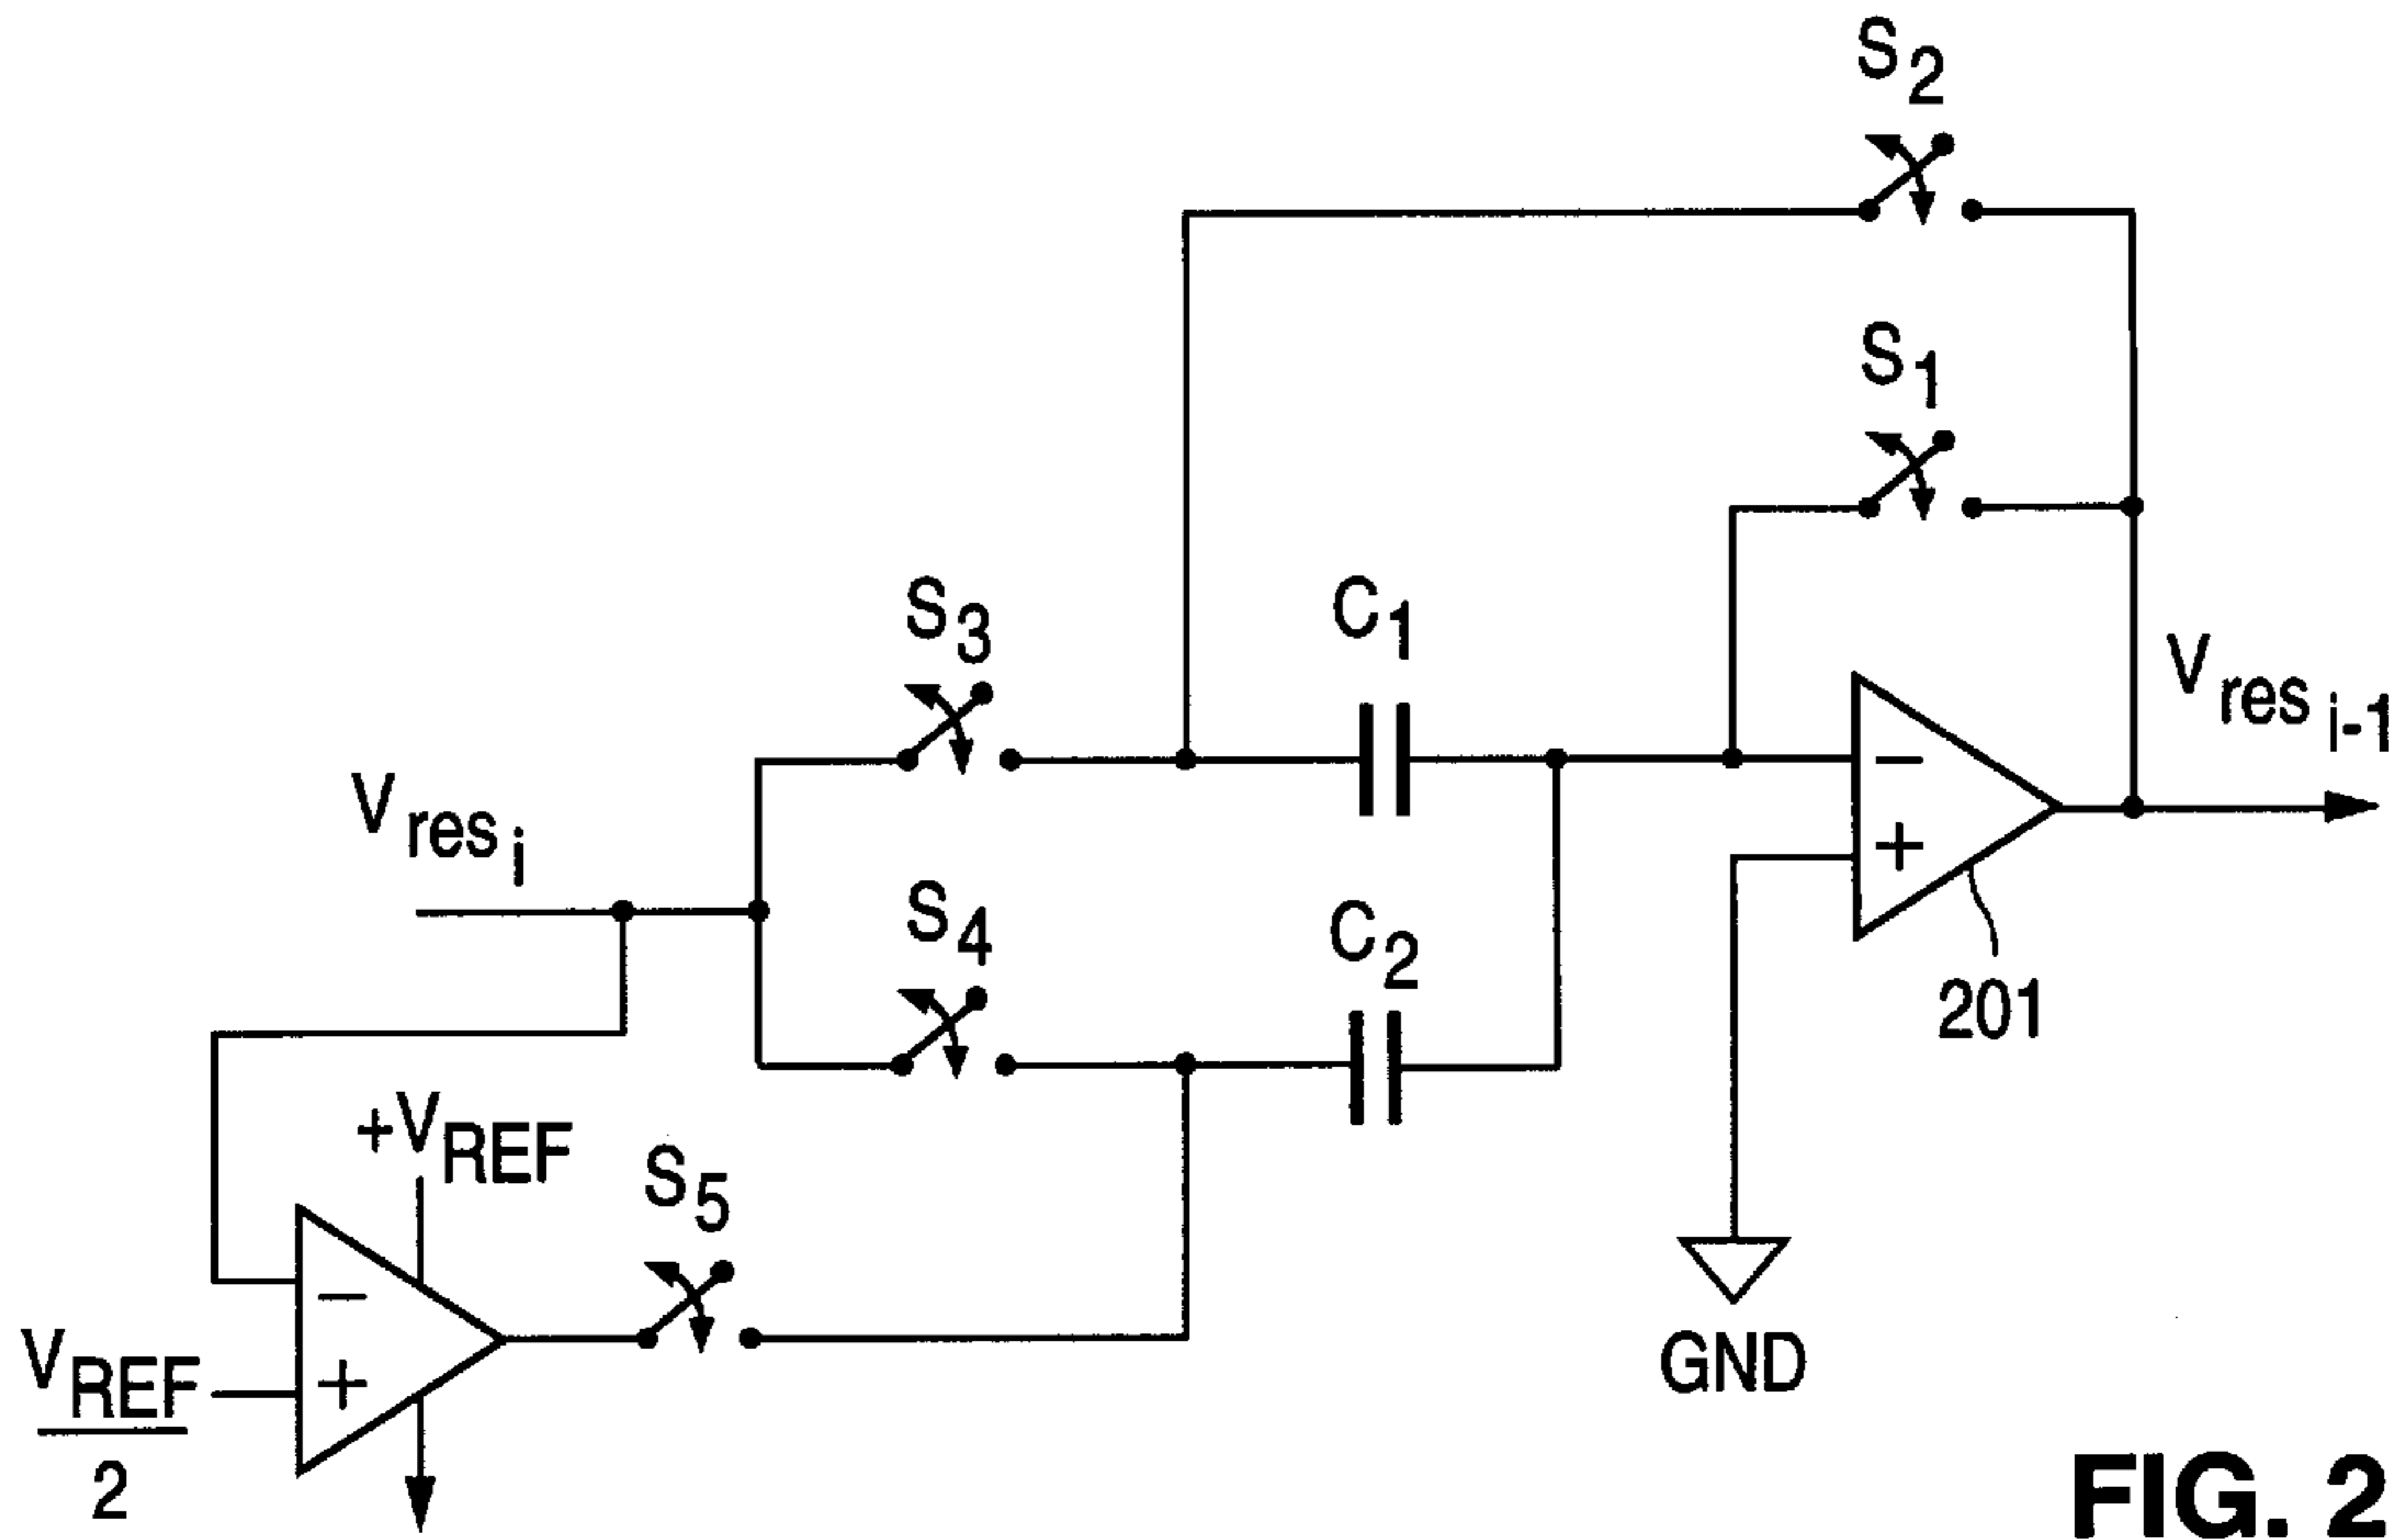 S2
S1
S3
C1
Vres i-1
Vres i
−
+
S4
C2
201
+VREF
S5
−
+
VREF
2
GND
FIG. 2